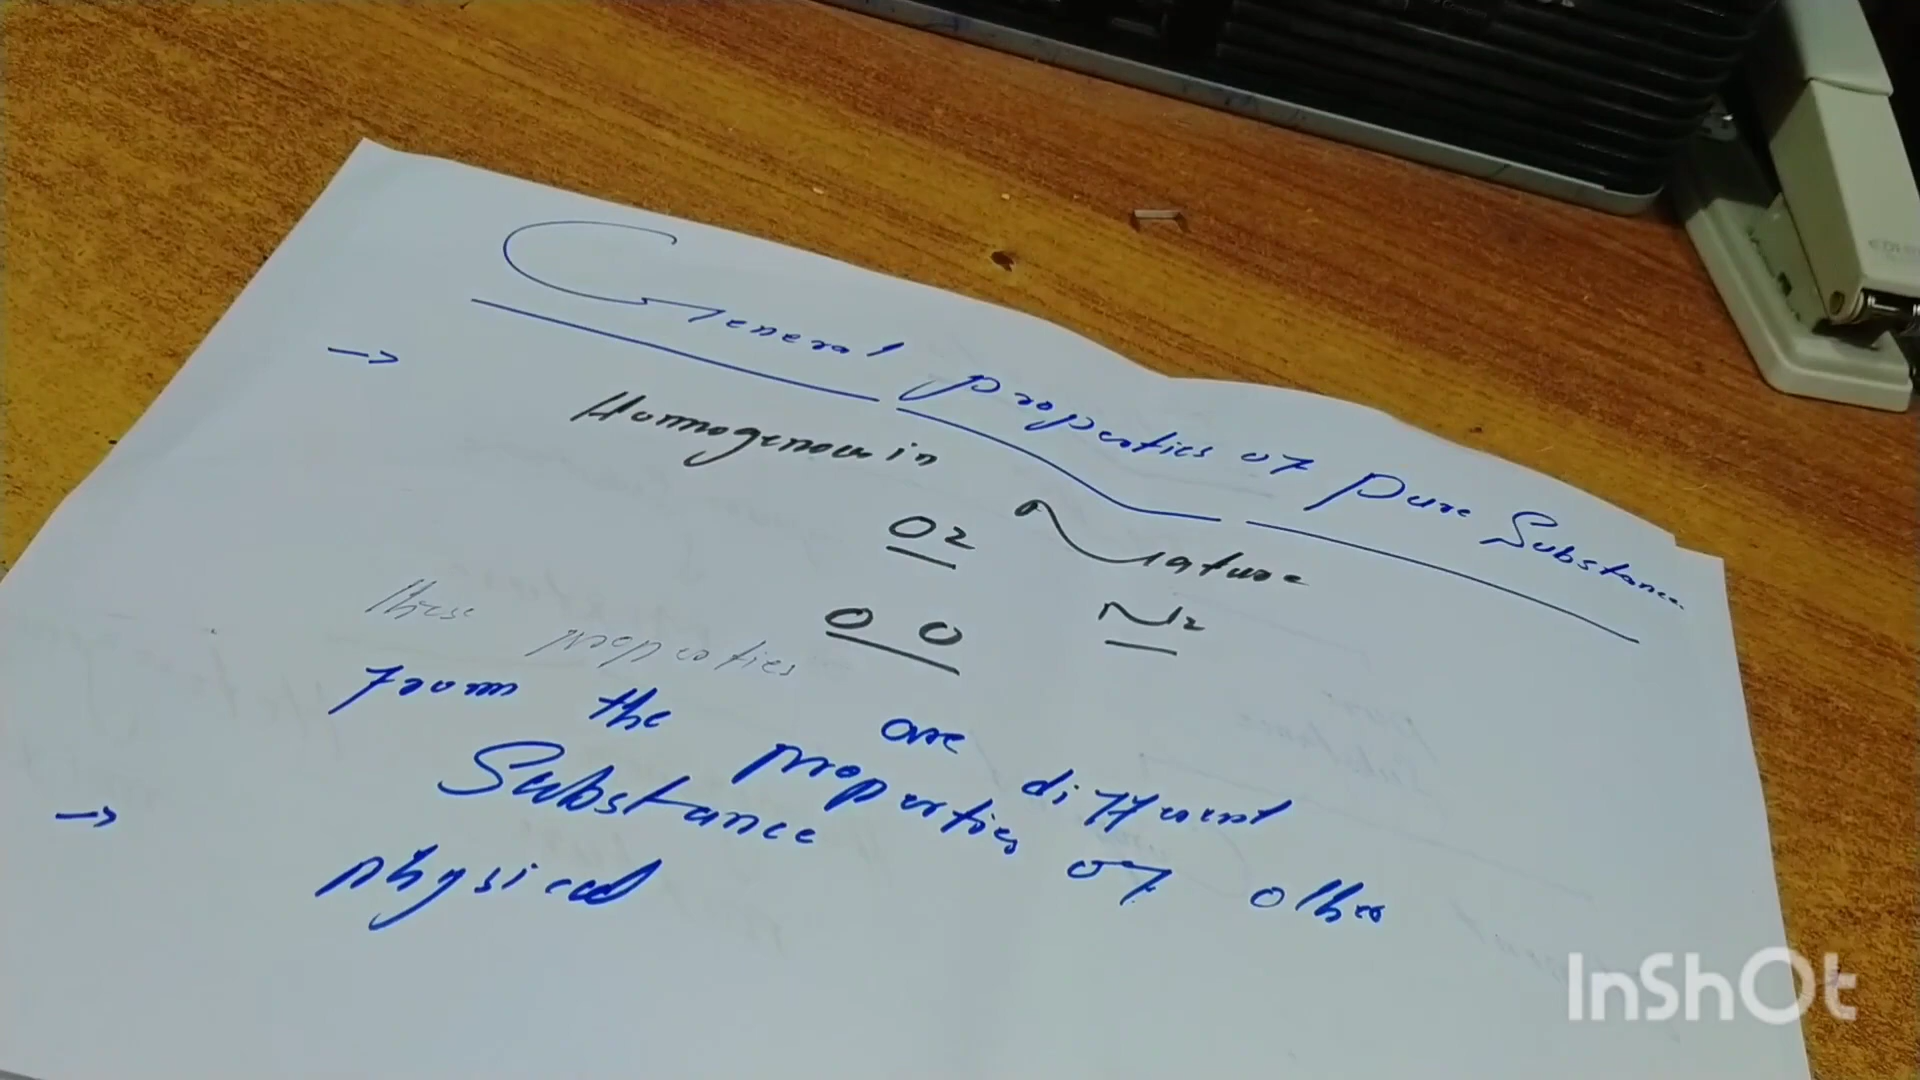 General properties of pure Substance
→ Homogenous in nature
O2 N2
O O
these properties are different
from the properties of other
Substance
→ physical
InShOt